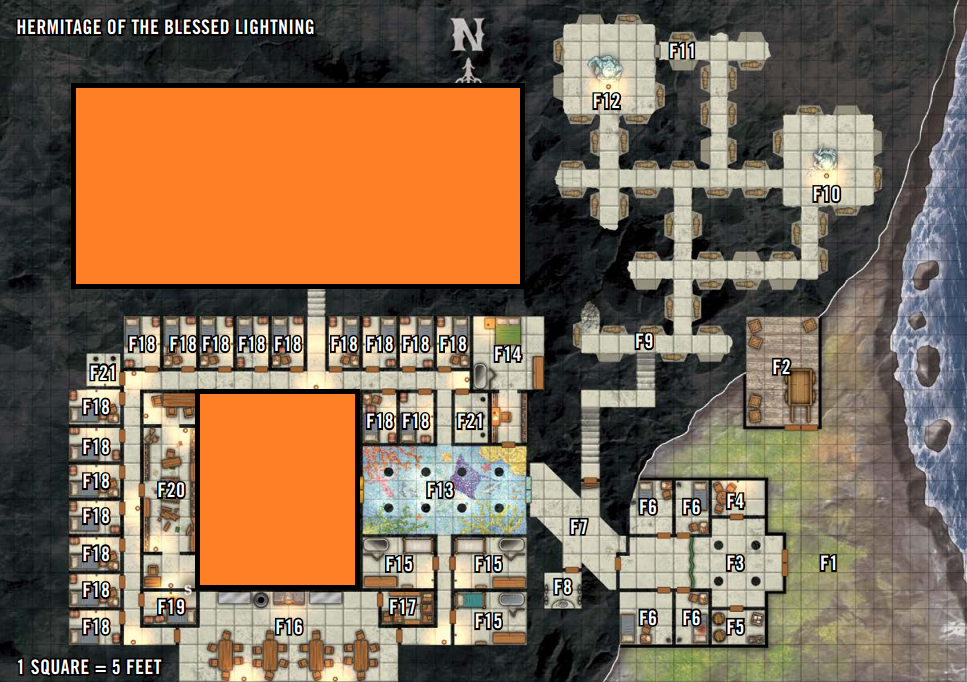 HERMITAGE OF THE BLESSED LIGHTNING
N
F11
F12
F10
F9
F2
F18 F18 F18 F18 F18 F18 F18 F18 F18
F14
F21
F18
F18 F18 F21
F18
F20
F18
F13
F18
F18
F18
F18
F7
F6 F6 F4
F3
F1
F15 F15
F8
S
F19
F16
F17
F15
F6 F6 F5
1 SQUARE = 5 FEET